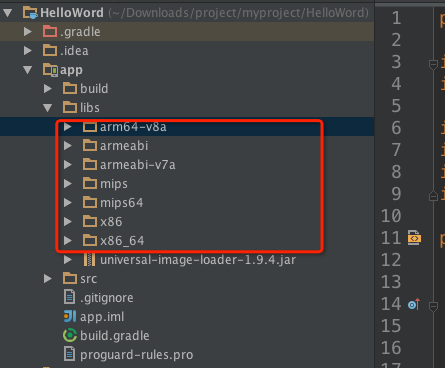 HelloWord (~/Downloads/project/myproject/HelloWord)
.gradle
.idea
app
build
libs
arm64-v8a
armeabi
armeabi-v7a
mips
mips64
x86
x86_64
universal-image-loader-1.9.4.jar
src
.gitignore
app.iml
build.gradle
proguard-rules.pro
1
2
3
4
6
7
8
9
10
11
12
13
14
15
16
17